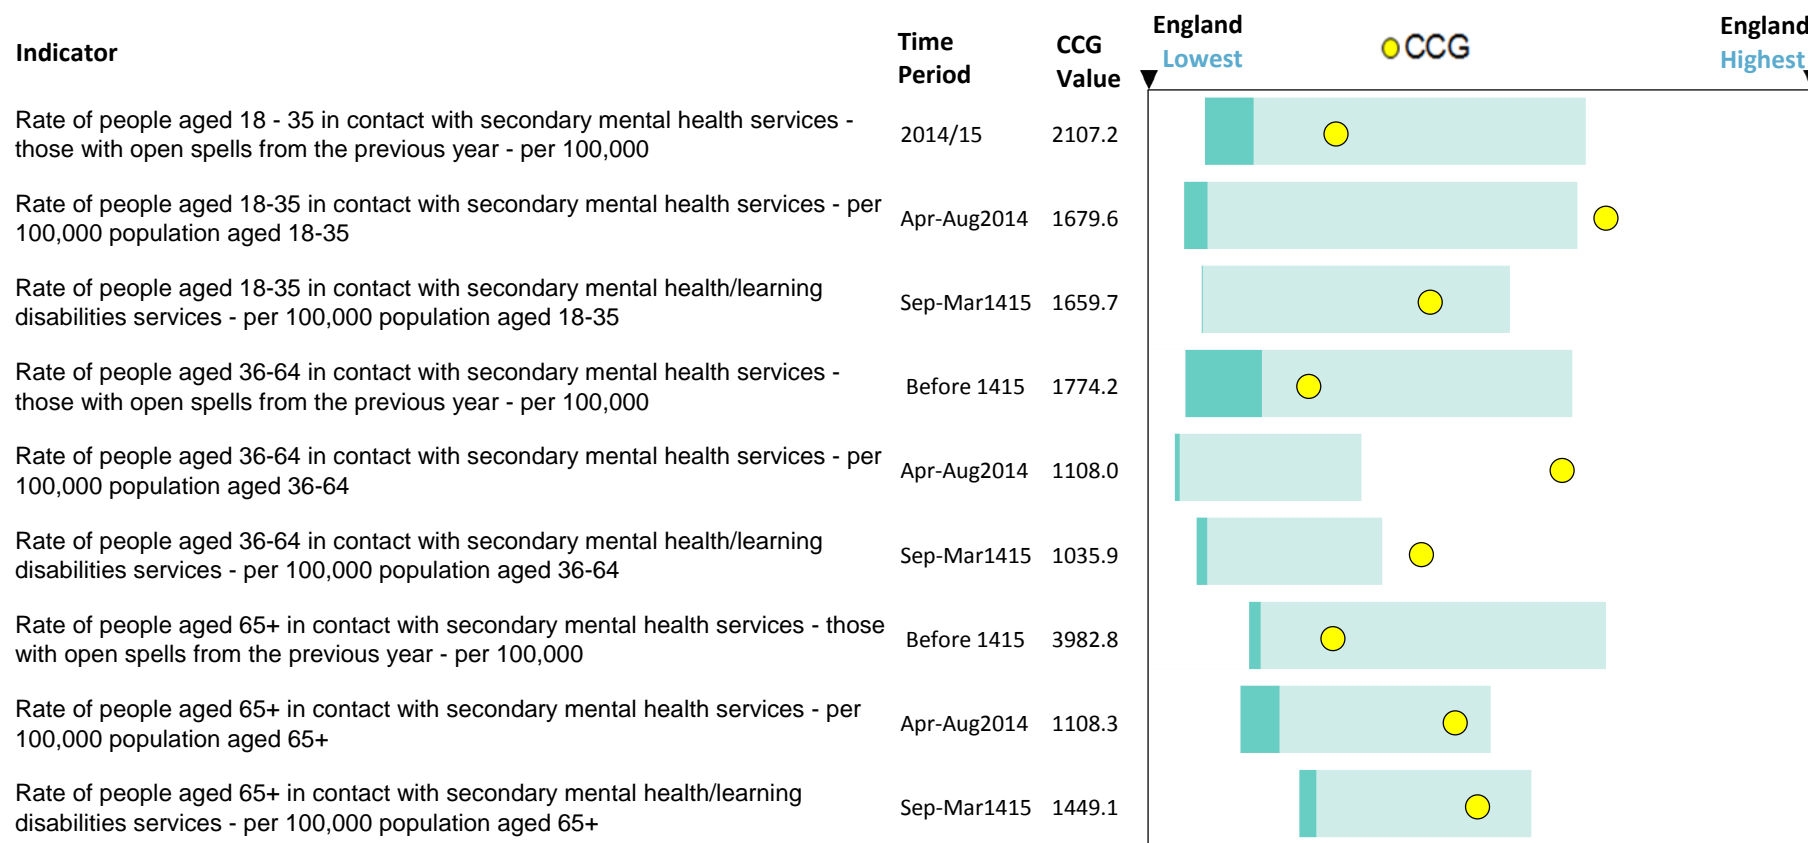 Indicator
Time Period
CCG Value
England Lowest
CCG
England Highest
Rate of people aged 18 - 35 in contact with secondary mental health services -
those with open spells from the previous year - per 100,000
2014/15 2107.2
Rate of people aged 18-35 in contact with secondary mental health services - per
100,000 population aged 18-35
Apr-Aug2014 1679.6
Rate of people aged 18-35 in contact with secondary mental health/learning
disabilities services - per 100,000 population aged 18-35
Sep-Mar1415 1659.7
Rate of people aged 36-64 in contact with secondary mental health services -
those with open spells from the previous year - per 100,000
Before 1415 1774.2
Rate of people aged 36-64 in contact with secondary mental health services - per
100,000 population aged 36-64
Apr-Aug2014 1108.0
Rate of people aged 36-64 in contact with secondary mental health/learning
disabilities services - per 100,000 population aged 36-64
Sep-Mar1415 1035.9
Rate of people aged 65+ in contact with secondary mental health services - those
with open spells from the previous year - per 100,000
Before 1415 3982.8
Rate of people aged 65+ in contact with secondary mental health services - per
100,000 population aged 65+
Apr-Aug2014 1108.3
Rate of people aged 65+ in contact with secondary mental health/learning
disabilities services - per 100,000 population aged 65+
Sep-Mar1415 1449.1